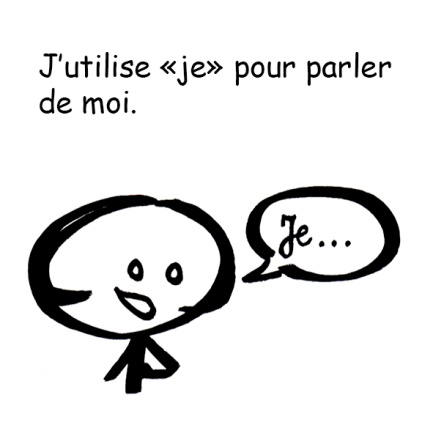 J'utilise «je» pour parler
de moi.
Je...